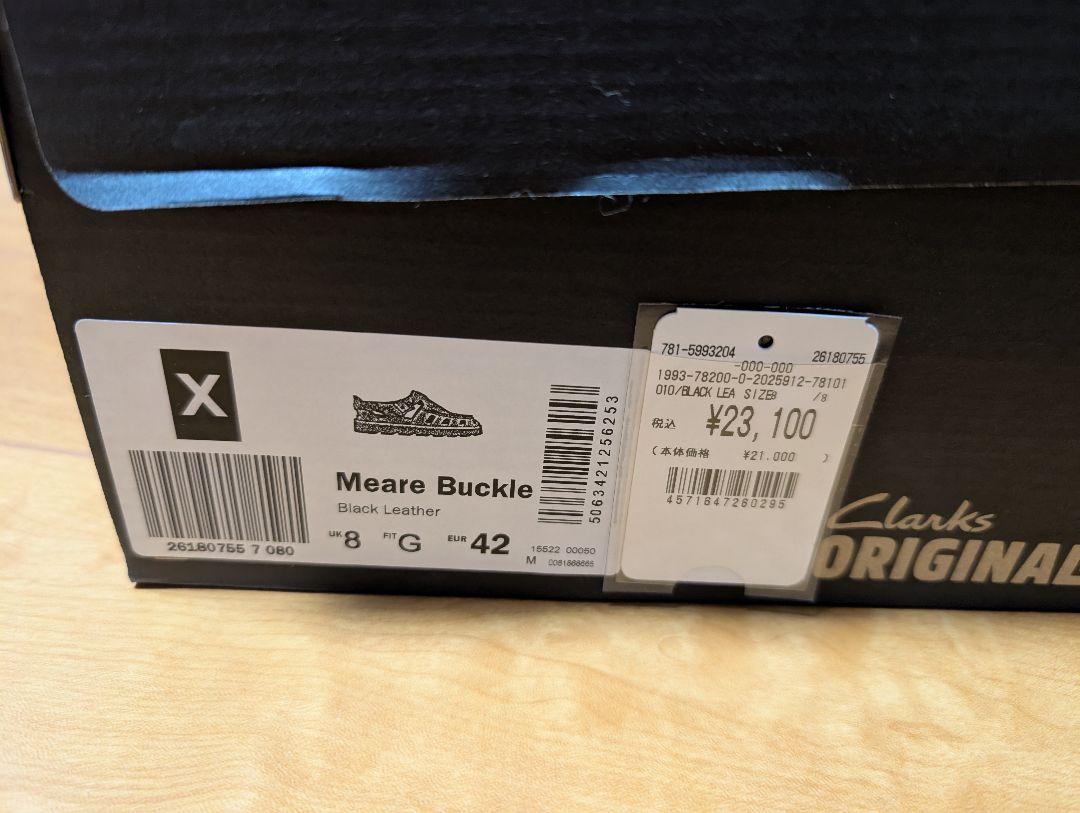 X
26180755 7 080
Meare Buckle
Black Leather
UK 8 FIT G EUR 42
5063421256253
15522 00050
M 0081868665
781-5993204 26180755
-000-000
1993-78200-0-2025912-78101
010/BLACK LEA SIZE8 /8
税込 ¥23,100
(本体価格 ¥21.000 )
4571647260295
Clarks
ORIGINAL